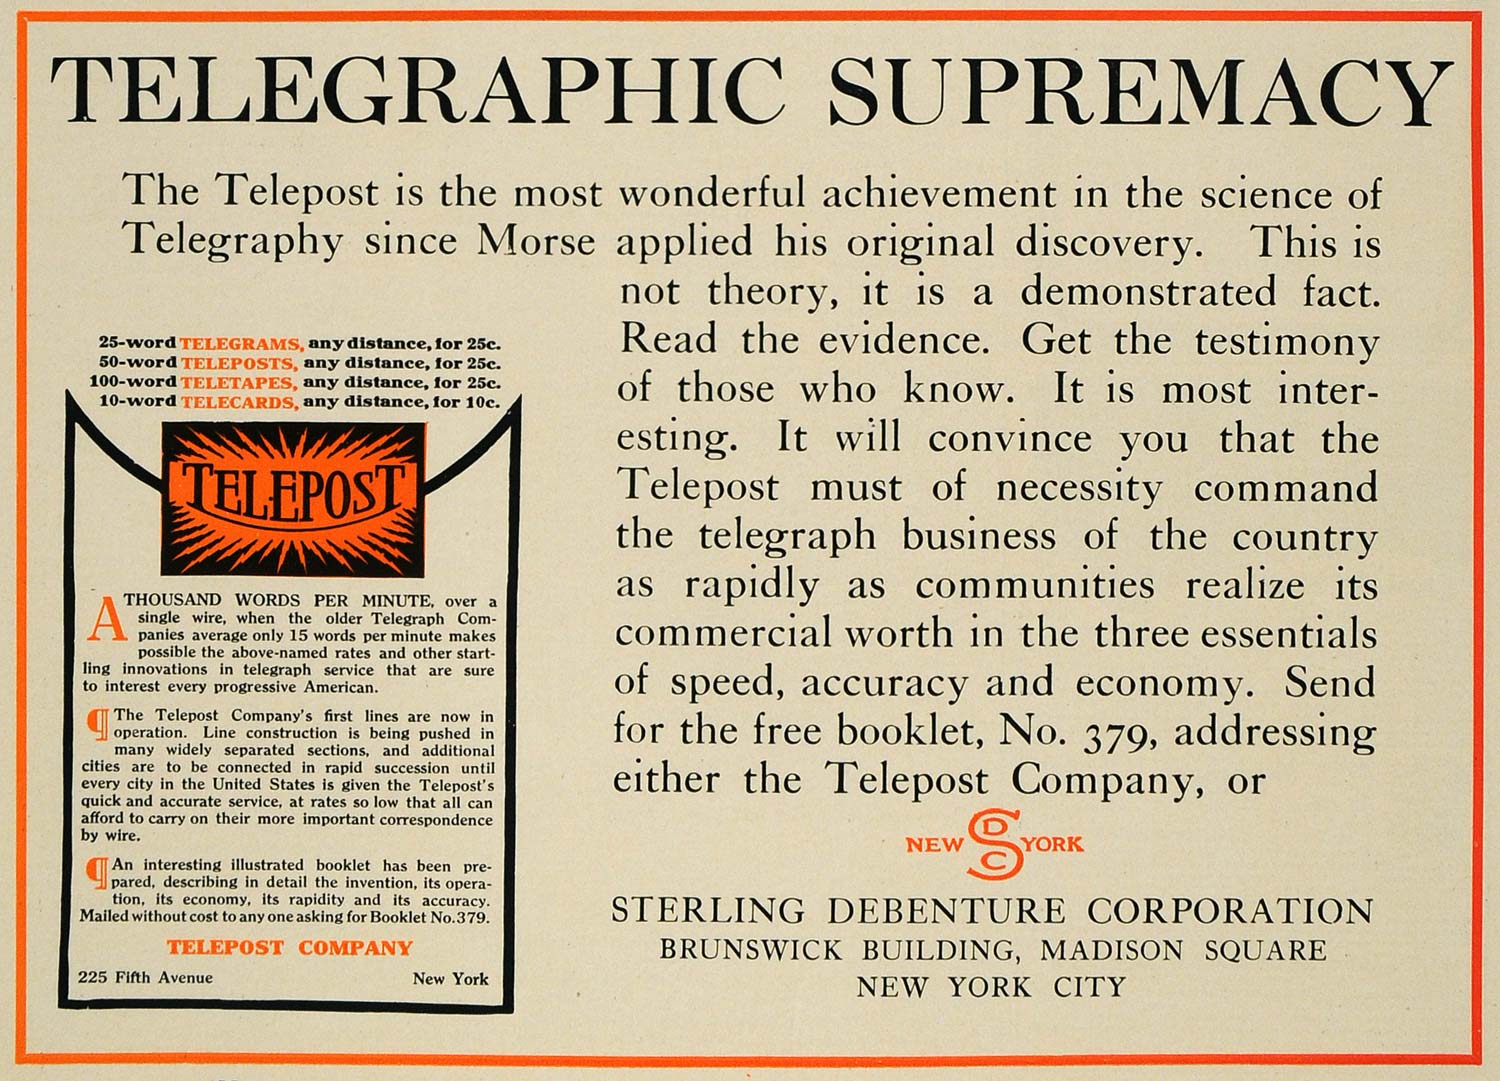 TELEGRAPHIC SUPREMACY
The Telepost is the most wonderful achievement in the science of
Telegraphy since Morse applied his original discovery. This is
not theory, it is a demonstrated fact.
Read the evidence. Get the testimony
of those who know. It is most inter-
esting. It will convince you that the
Telepost must of necessity command
the telegraph business of the country
as rapidly as communities realize its
commercial worth in the three essentials
of speed, accuracy and economy. Send
for the free booklet, No. 379, addressing
either the Telepost Company, or
NEW SDC YORK
STERLING DEBENTURE CORPORATION
BRUNSWICK BUILDING, MADISON SQUARE
NEW YORK CITY
25-word TELEGRAMS, any distance, for 25c.
50-word TELEPOSTS, any distance, for 25c.
100-word TELETAPES, any distance, for 25c.
10-word TELECARDS, any distance, for 10c.
TELEPOST
A THOUSAND WORDS PER MINUTE, over a
single wire, when the older Telegraph Com-
panies average only 15 words per minute makes
possible the above-named rates and other start-
ling innovations in telegraph service that are sure
to interest every progressive American.
¶ The Telepost Company's first lines are now in
operation. Line construction is being pushed in
many widely separated sections, and additional
cities are to be connected in rapid succession until
every city in the United States is given the Telepost's
quick and accurate service, at rates so low that all can
afford to carry on their more important correspondence
by wire.
¶ An interesting illustrated booklet has been pre-
pared, describing in detail the invention, its opera-
tion, its economy, its rapidity and its accuracy.
Mailed without cost to any one asking for Booklet No. 379.
TELEPOST COMPANY
225 Fifth Avenue New York